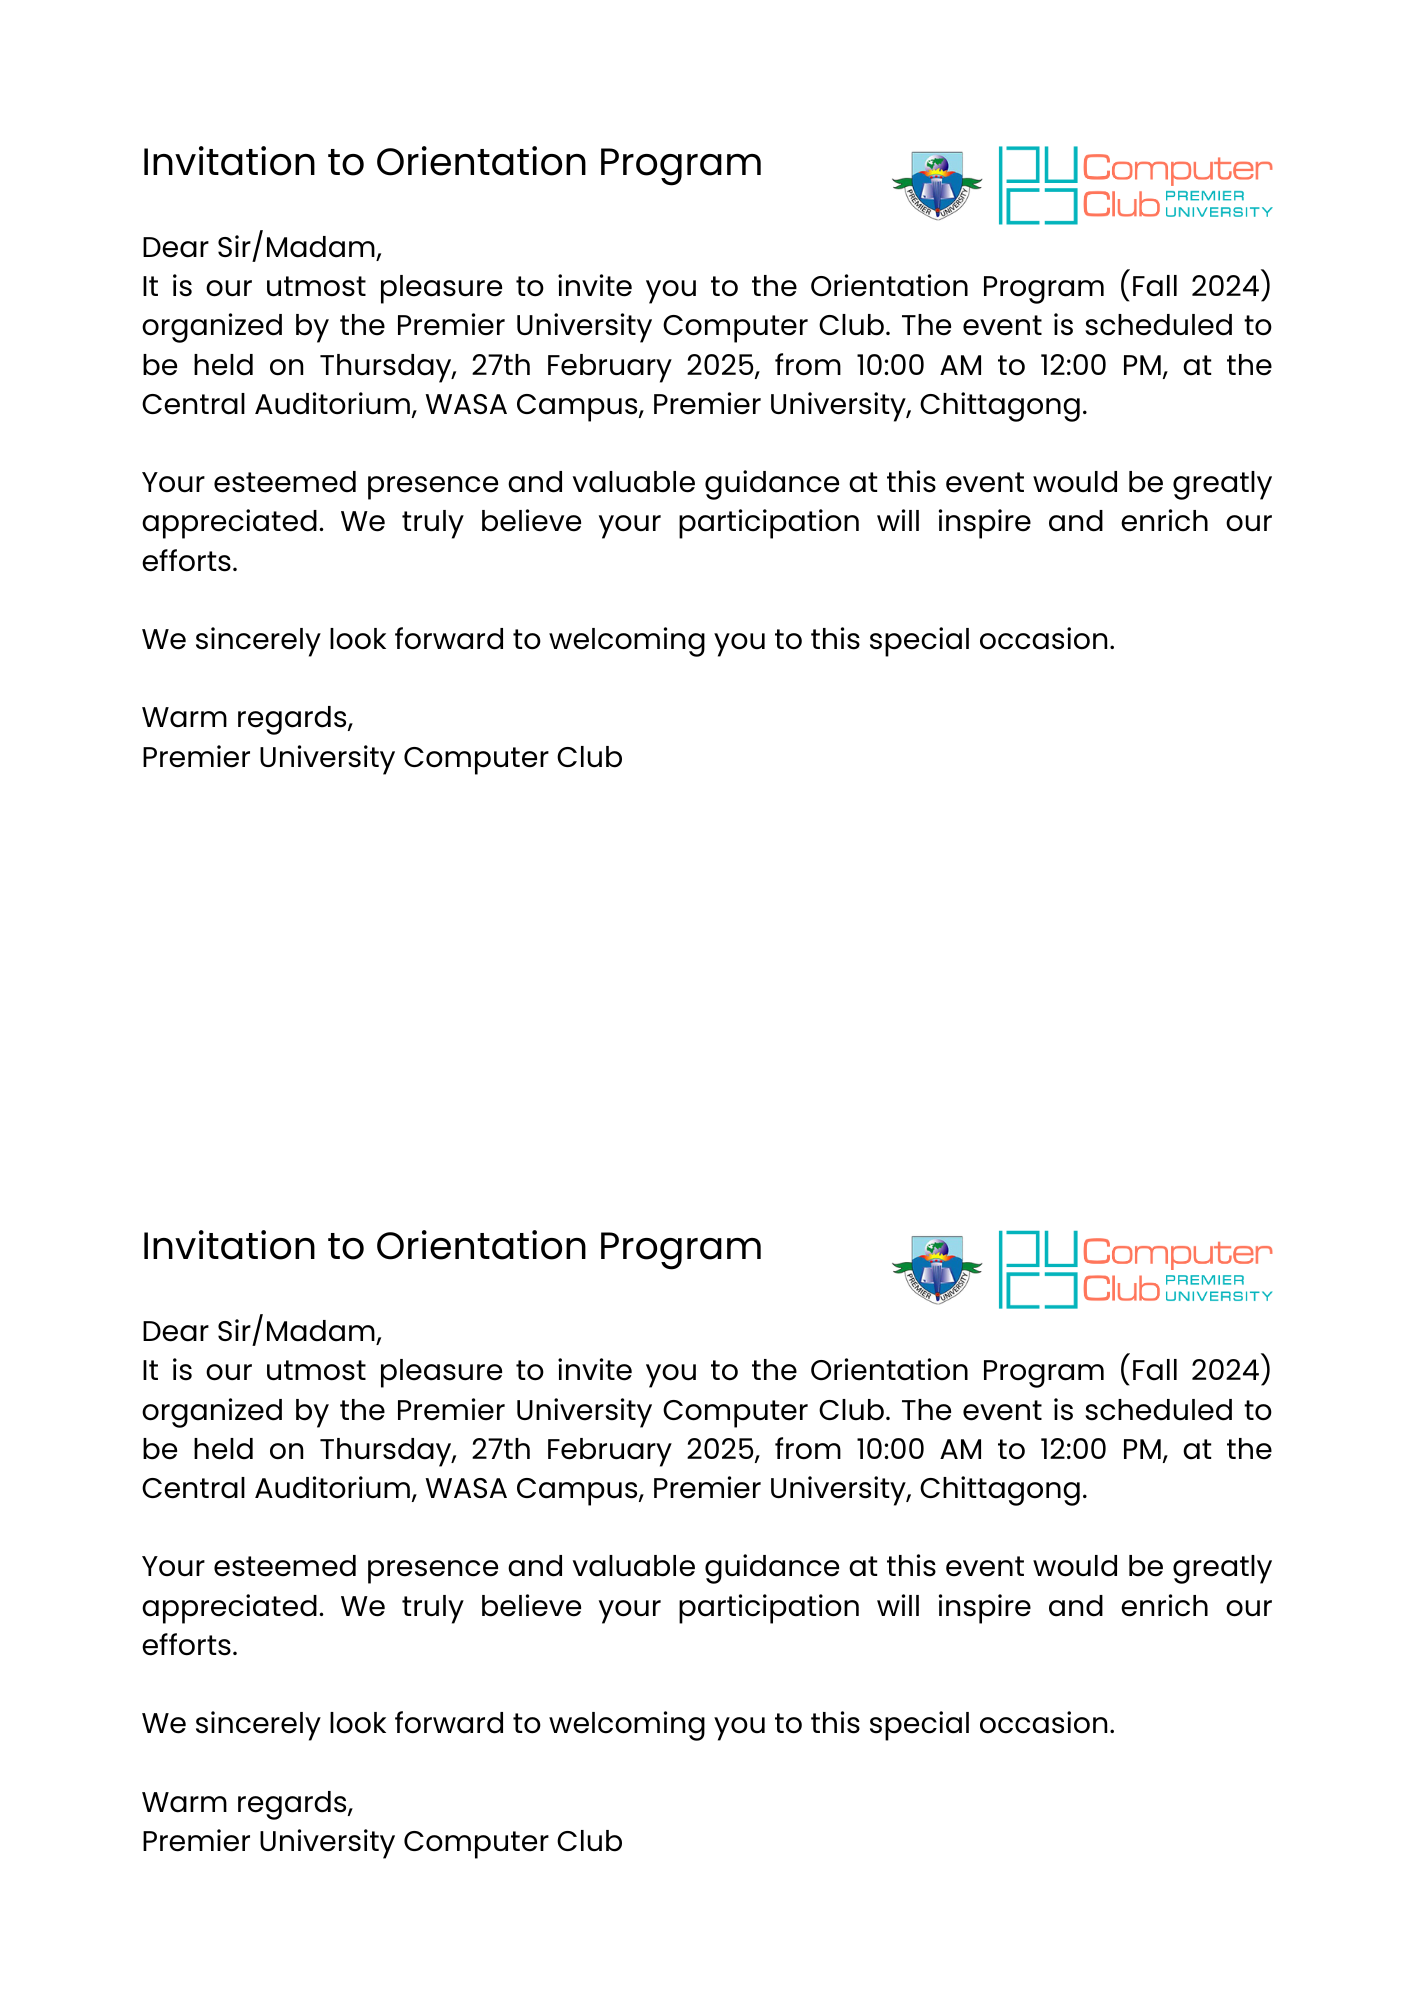 Invitation to Orientation Program
PREMIER UNIVERSITY
Computer
Club PREMIER
UNIVERSITY
Dear Sir/Madam,
It is our utmost pleasure to invite you to the Orientation Program (Fall 2024)
organized by the Premier University Computer Club. The event is scheduled to
be held on Thursday, 27th February 2025, from 10:00 AM to 12:00 PM, at the
Central Auditorium, WASA Campus, Premier University, Chittagong.
Your esteemed presence and valuable guidance at this event would be greatly
appreciated. We truly believe your participation will inspire and enrich our
efforts.
We sincerely look forward to welcoming you to this special occasion.
Warm regards,
Premier University Computer Club
Invitation to Orientation Program
PREMIER UNIVERSITY
Computer
Club PREMIER
UNIVERSITY
Dear Sir/Madam,
It is our utmost pleasure to invite you to the Orientation Program (Fall 2024)
organized by the Premier University Computer Club. The event is scheduled to
be held on Thursday, 27th February 2025, from 10:00 AM to 12:00 PM, at the
Central Auditorium, WASA Campus, Premier University, Chittagong.
Your esteemed presence and valuable guidance at this event would be greatly
appreciated. We truly believe your participation will inspire and enrich our
efforts.
We sincerely look forward to welcoming you to this special occasion.
Warm regards,
Premier University Computer Club